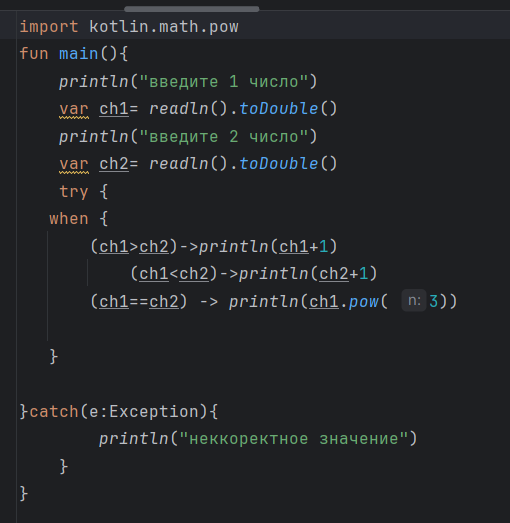 import kotlin.math.pow
fun main(){
println("введите 1 число")
var ch1= readln().toDouble()
println("введите 2 число")
var ch2= readln().toDouble()
try {
when {
(ch1>ch2)->println(ch1+1)
(ch1<ch2)->println(ch2+1)
(ch1==ch2) -> println(ch1.pow( n: 3))
}
}catch(e:Exception){
println("неккоректное значение")
}
}